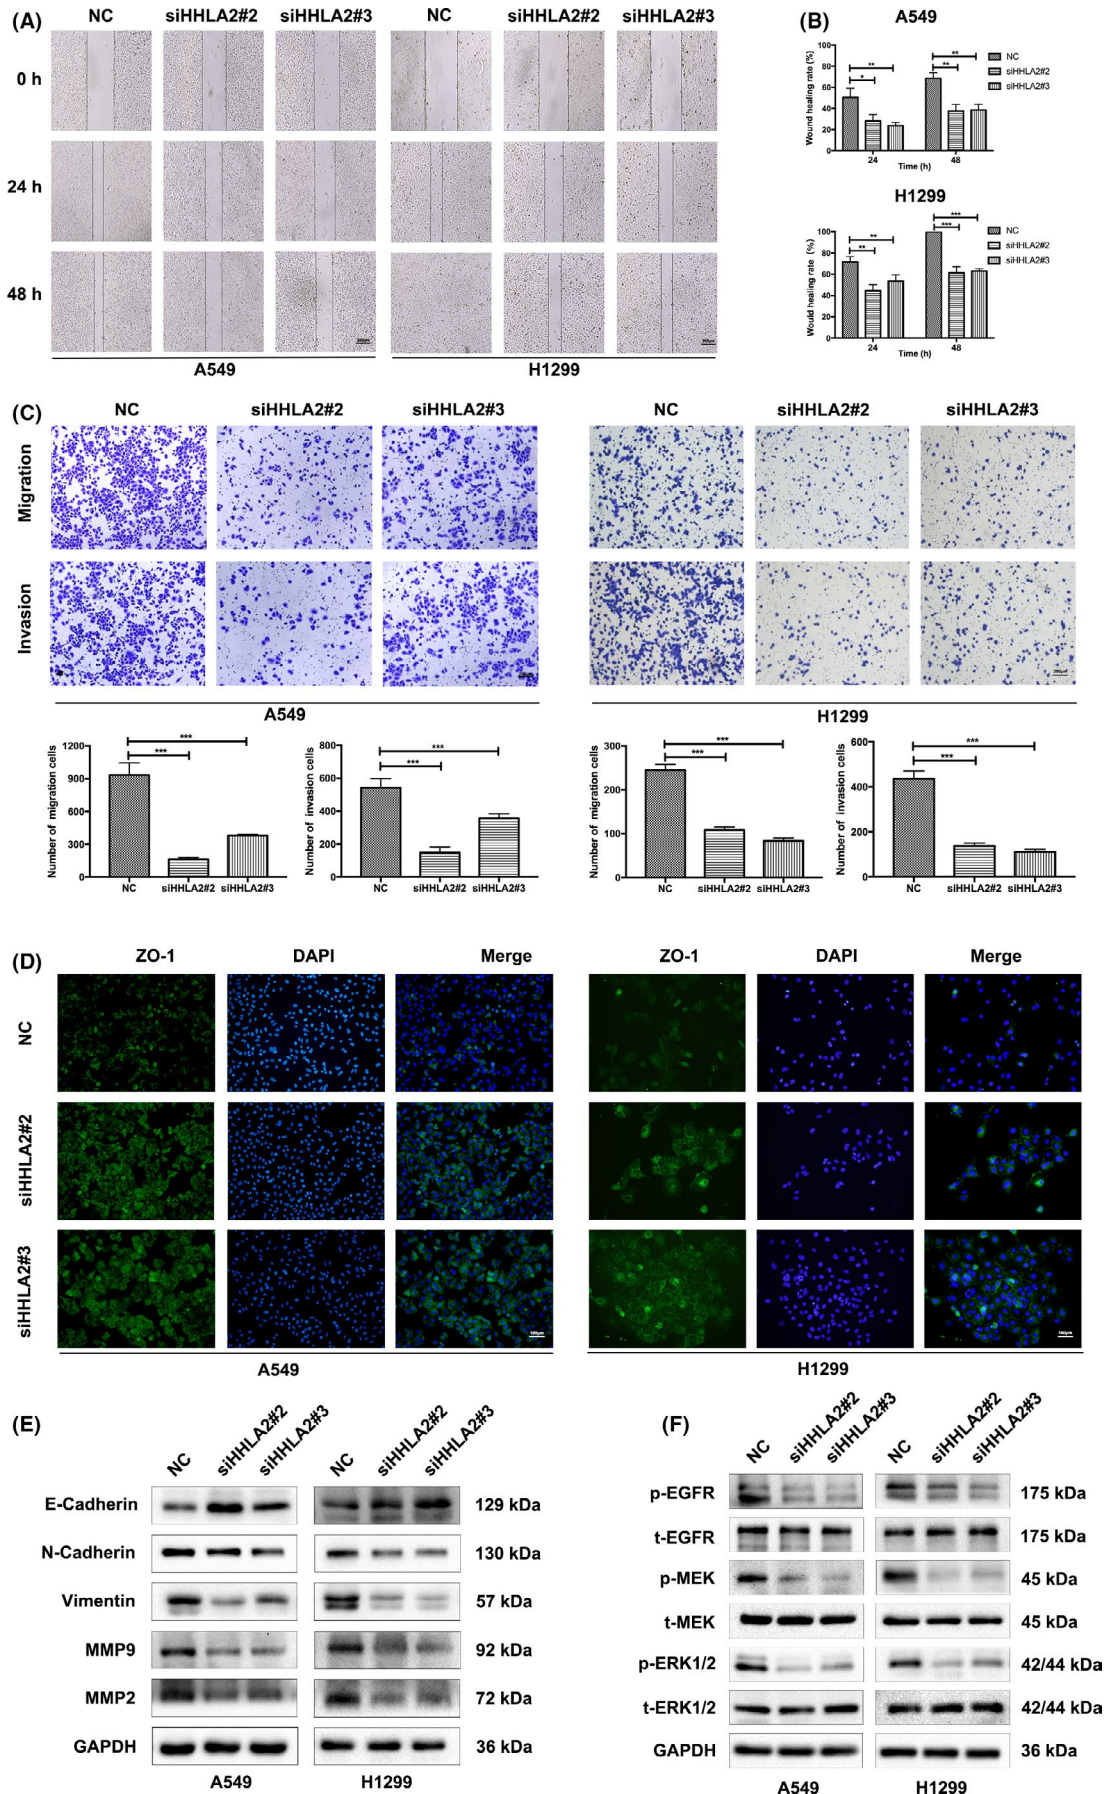 (A)
NC siHHLA2#2 siHHLA2#3 NC siHHLA2#2 siHHLA2#3
0 h
24 h
48 h
A549 H1299
(B)
A549
Wound healing rate (%)
100
80
60
40
20
0
** ** * **
NC
siHHLA2#2
siHHLA2#3
24 48
Time (h)
H1299
Would healing rate (%)
100
80
60
40
20
0
** *** ** ***
NC
siHHLA2#2
siHHLA2#3
24 48
Time (h)
(C)
NC siHHLA2#2 siHHLA2#3 NC siHHLA2#2 siHHLA2#3
Migration
Invasion
A549 H1299
Number of migration cells
1200
900
600
300
0
***
***
NC siHHLA2#2 siHHLA2#3
Number of invasion cells
800
600
400
200
0
***
***
NC siHHLA2#2 siHHLA2#3
Number of migration cells
300
200
100
0
***
***
NC siHHLA2#2 siHHLA2#3
Number of invasion cells
600
400
200
0
***
***
NC siHHLA2#2 siHHLA2#3
(D)
ZO-1 DAPI Merge ZO-1 DAPI Merge
NC
siHHLA2#2
siHHLA2#3
100μm 100μm
A549 H1299
(E)
NC siHHLA2#2 siHHLA2#3 NC siHHLA2#2 siHHLA2#3
E-Cadherin 129 kDa
N-Cadherin 130 kDa
Vimentin 57 kDa
MMP9 92 kDa
MMP2 72 kDa
GAPDH 36 kDa
A549 H1299
(F)
NC siHHLA2#2 siHHLA2#3 NC siHHLA2#2 siHHLA2#3
p-EGFR 175 kDa
t-EGFR 175 kDa
p-MEK 45 kDa
t-MEK 45 kDa
p-ERK1/2 42/44 kDa
t-ERK1/2 42/44 kDa
GAPDH 36 kDa
A549 H1299